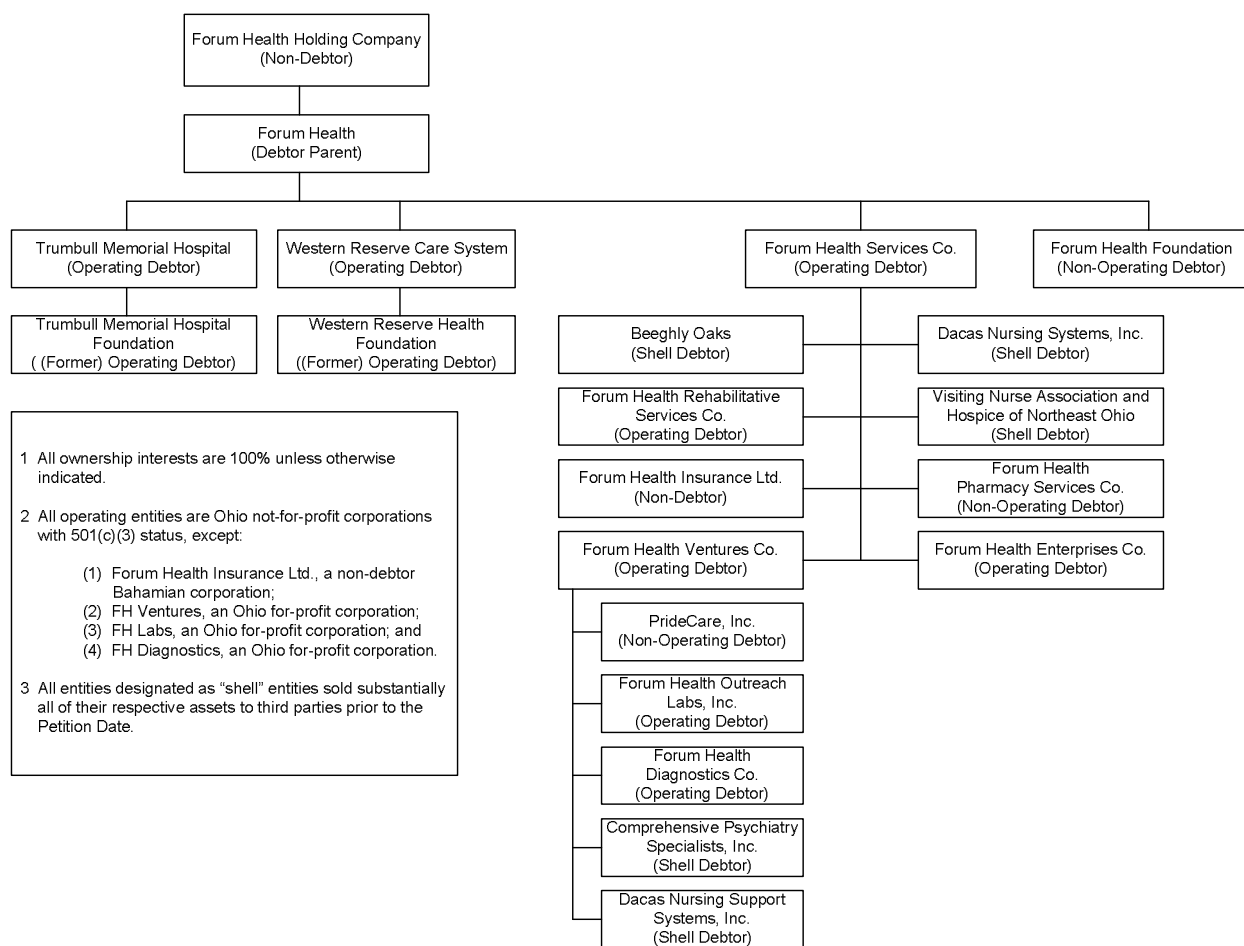 Forum Health Holding Company
(Non-Debtor)
Forum Health
(Debtor Parent)
Trumbull Memorial Hospital
(Operating Debtor)
Western Reserve Care System
(Operating Debtor)
Forum Health Services Co.
(Operating Debtor)
Forum Health Foundation
(Non-Operating Debtor)
Trumbull Memorial Hospital
Foundation
( (Former) Operating Debtor)
Western Reserve Health
Foundation
((Former) Operating Debtor)
Beeghly Oaks
(Shell Debtor)
Dacas Nursing Systems, Inc.
(Shell Debtor)
Forum Health Rehabilitative
Services Co.
(Operating Debtor)
Visiting Nurse Association and
Hospice of Northeast Ohio
(Shell Debtor)
Forum Health Insurance Ltd.
(Non-Debtor)
Forum Health
Pharmacy Services Co.
(Non-Operating Debtor)
Forum Health Ventures Co.
(Operating Debtor)
Forum Health Enterprises Co.
(Operating Debtor)
PrideCare, Inc.
(Non-Operating Debtor)
Forum Health Outreach
Labs, Inc.
(Operating Debtor)
Forum Health
Diagnostics Co.
(Operating Debtor)
Comprehensive Psychiatry
Specialists, Inc.
(Shell Debtor)
Dacas Nursing Support
Systems, Inc.
(Shell Debtor)
1 All ownership interests are 100% unless otherwise
indicated.
2 All operating entities are Ohio not-for-profit corporations
with 501(c)(3) status, except:
(1) Forum Health Insurance Ltd., a non-debtor
Bahamian corporation;
(2) FH Ventures, an Ohio for-profit corporation;
(3) FH Labs, an Ohio for-profit corporation; and
(4) FH Diagnostics, an Ohio for-profit corporation.
3 All entities designated as “shell” entities sold substantially
all of their respective assets to third parties prior to the
Petition Date.